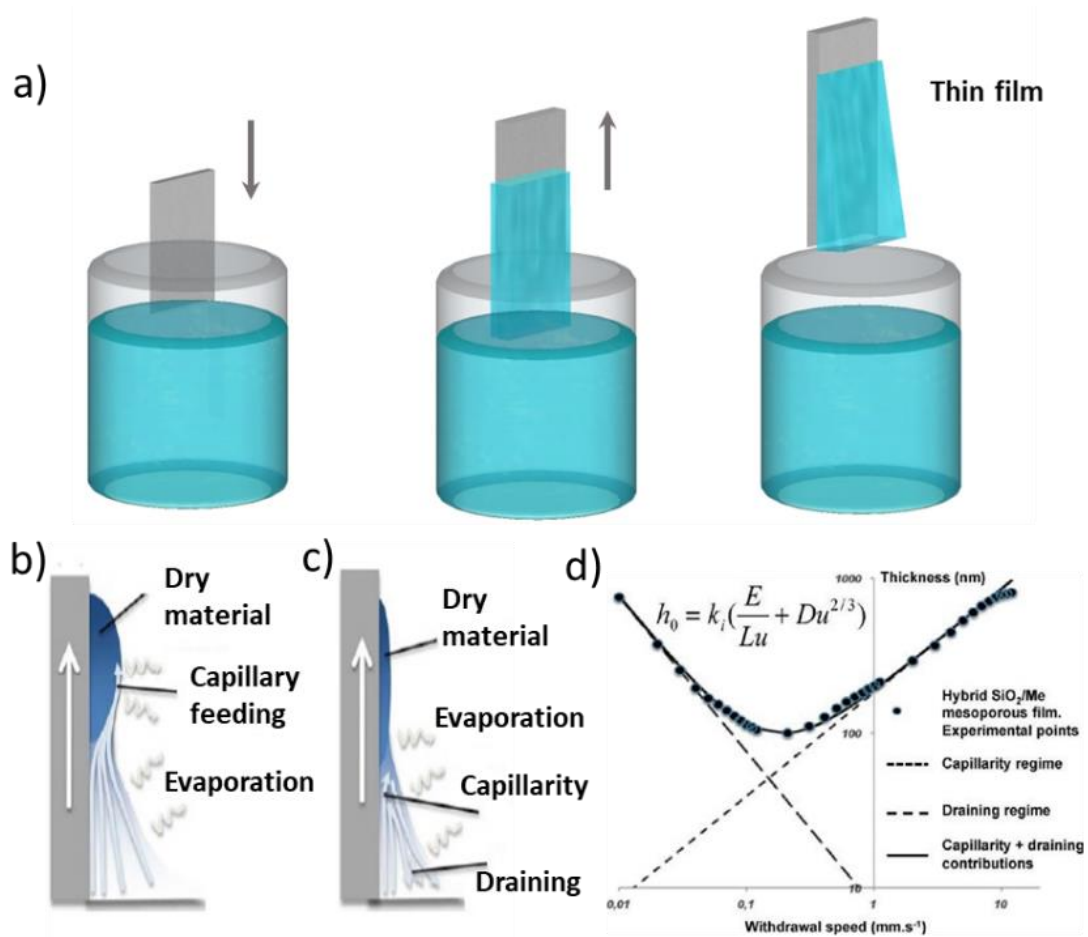 a)
Thin film
b)
Dry
material
Capillary
feeding
Evaporation
c)
Dry
material
Evaporation
Capillarity
Draining
d)
1000
Thickness (nm)
h₀ = kᵢ(E/Lu + Du^{2/3})
Hybrid SiO₂/Me
mesoporous film.
Experimental points
100
Capillarity regime
Draining regime
Capillarity + draining
contributions
10
0,01
0,1
1
10
Withdrawal speed (mm.s⁻¹)